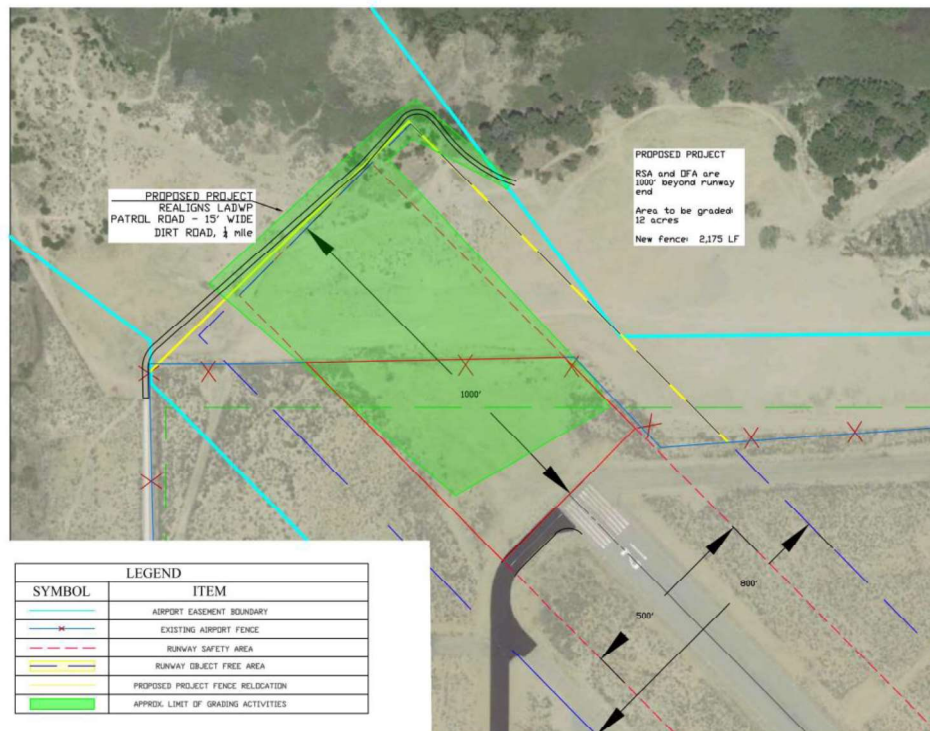 PROPOSED PROJECT
REALIGNS LADWP
PATROL ROAD - 15' WIDE
DIRT ROAD, ¼ mile
PROPOSED PROJECT
RSA and OFA are
1000' beyond runway
end
Area to be graded:
12 acres
New fence: 2,175 LF
1000'
800'
500'
LEGEND
SYMBOL ITEM
AIRPORT EASEMENT BOUNDARY
EXISTING AIRPORT FENCE
RUNWAY SAFETY AREA
RUNWAY OBJECT FREE AREA
PROPOSED PROJECT FENCE RELOCATION
APPROX. LIMIT OF GRADING ACTIVITIES